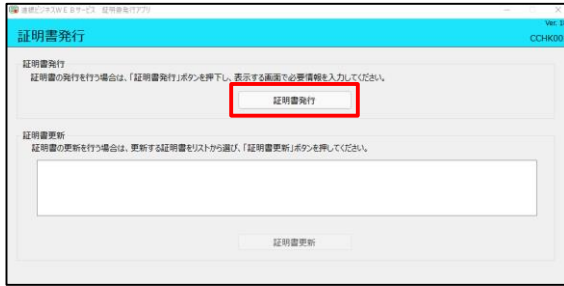 道銀ビジネスWEBサービス 証明書発行アプリ
Ver. 1
証明書発行
CCHK00
証明書発行
証明書の発行を行う場合は、「証明書発行」ボタンを押下し、表示する画面で必要情報を入力してください。
証明書発行
証明書更新
証明書の更新を行う場合は、更新する証明書をリストから選び、「証明書更新」ボタンを押してください。
証明書更新